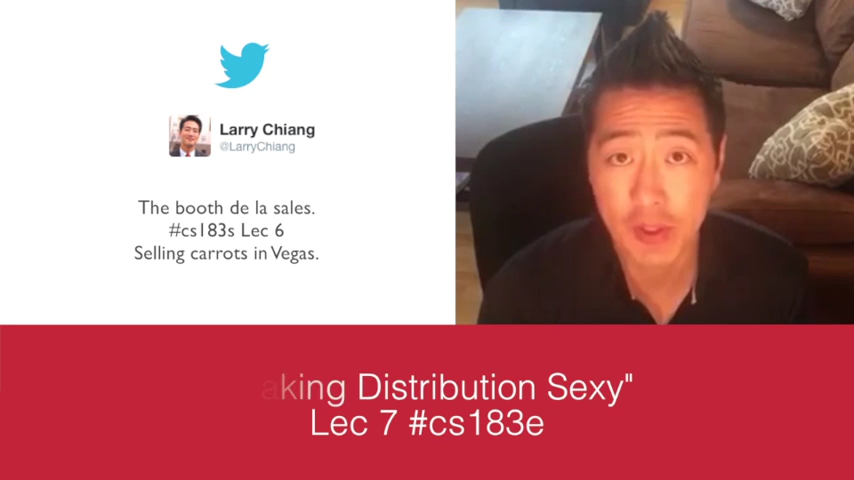 Larry Chiang
@LarryChiang
The booth de la sales.
#cs183s Lec 6
Selling carrots in Vegas.
aking Distribution Sexy"
Lec 7 #cs183e